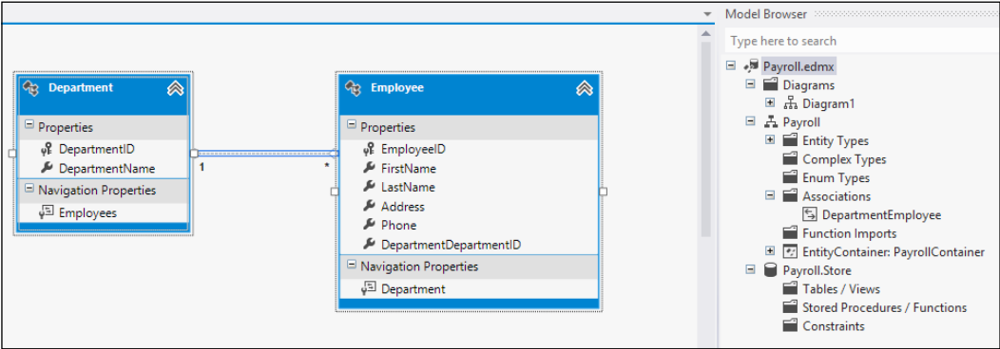 Department
Properties
DepartmentID
DepartmentName
Navigation Properties
Employees
1
*
Employee
Properties
EmployeeID
FirstName
LastName
Address
Phone
DepartmentDepartmentID
Navigation Properties
Department
Model Browser
Type here to search
Payroll.edmx
Diagrams
Diagram1
Payroll
Entity Types
Complex Types
Enum Types
Associations
DepartmentEmployee
Function Imports
EntityContainer: PayrollContainer
Payroll.Store
Tables / Views
Stored Procedures / Functions
Constraints